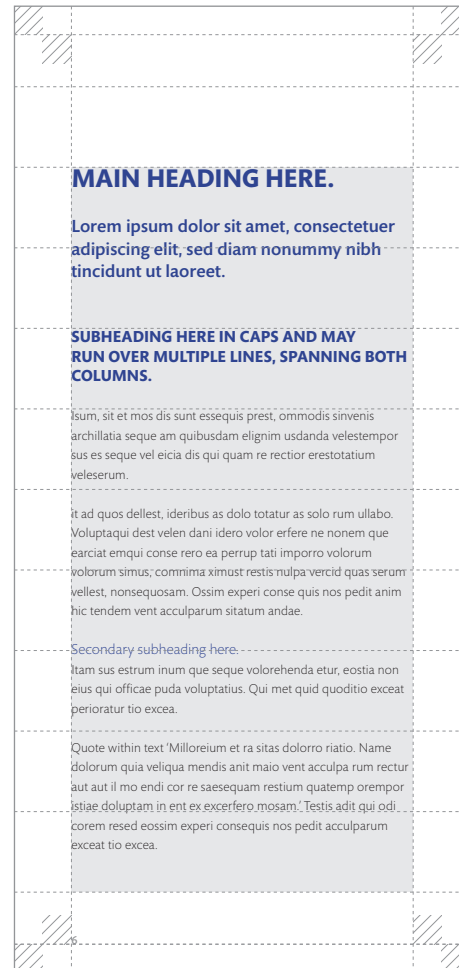 MAIN HEADING HERE.
Lorem ipsum dolor sit amet, consectetuer
adipiscing elit, sed diam nonummy nibh
tincidunt ut laoreet.
SUBHEADING HERE IN CAPS AND MAY
RUN OVER MULTIPLE LINES, SPANNING BOTH
COLUMNS.
Isum, sit et mos dis sunt essequis prest, ommodis sinvenis
archillatia seque am quibusdam elignim usdanda velestempor
sus es seque vel eicia dis qui quam re rectior erestotatium
veleserum.
it ad quos dellest, ideribus as dolo totatur as solo rum ullabo.
Voluptaqui dest velen dani idero volor erfere ne nonem que
earciat emqui conse rero ea perrup tati imporro volorum
volorum simus, comnima ximust restis nulpa vercid quas serum
vellest, nonsequosam. Ossim experi conse quis nos pedit anim
hic tendem vent acculparum sitatum andae.
Secondary subheading here.
Itam sus estrum inum que seque volorehenda etur, eostia non
eius qui officae puda voluptatius. Qui met quid quoditio exceat
perioratur tio excea.
Quote within text ‘Milloreium et ra sitas dolorro riatio. Name
dolorum quia veliqua mendis anit maio vent acculpa rum rectur
aut aut il mo endi cor re saesequam restium quatemp orempor
istiae doluptam in ent ex excerfero mosam.’ Testis adit qui odi
corem resed eossim experi consequis nos pedit acculparum
exceat tio excea.
6